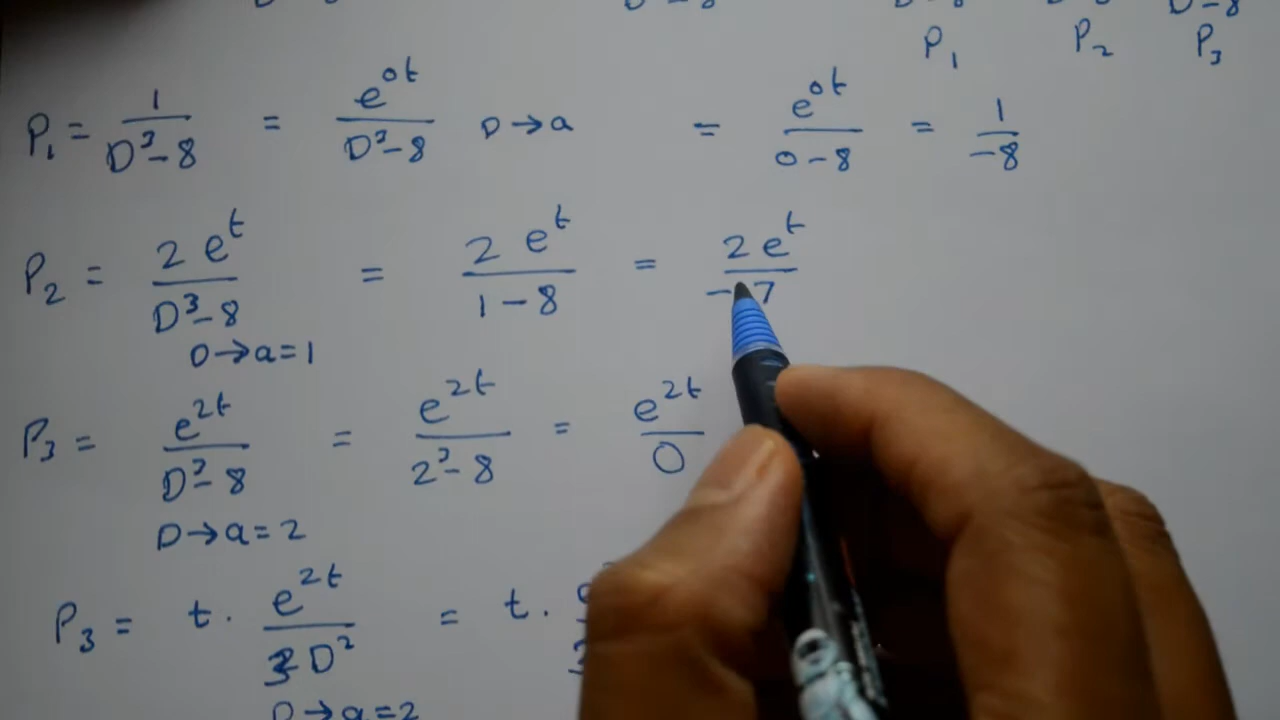 P₁ P₂ P₃
P₁ = 1/(D³-8) = e^(0t)/(D³-8) D→a = e^(0t)/(0-8) = 1/-8
P₂ = 2e^t/(D³-8) = 2e^t/(1-8) = 2e^t/-7
D→a=1
P₃ = e^(2t)/(D³-8) = e^(2t)/(2³-8) = e^(2t)/0
D→a=2
P₃ = t. e^(2t)/(3D²) = t.
D→a=2